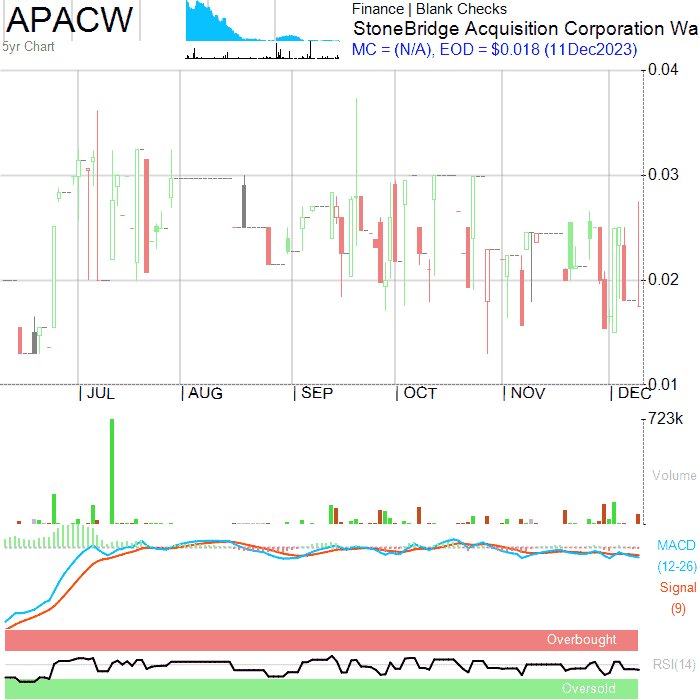 APACW
5yr Chart
Finance | Blank Checks
StoneBridge Acquisition Corporation Wa
MC = (N/A), EOD = $0.018 (11Dec2023)
0.04
0.03
0.02
0.01
| JUL | AUG | SEP | OCT | NOV | DEC
723k
Volume
MACD
(12-26)
Signal
(9)
Overbought
RSI(14)
Oversold